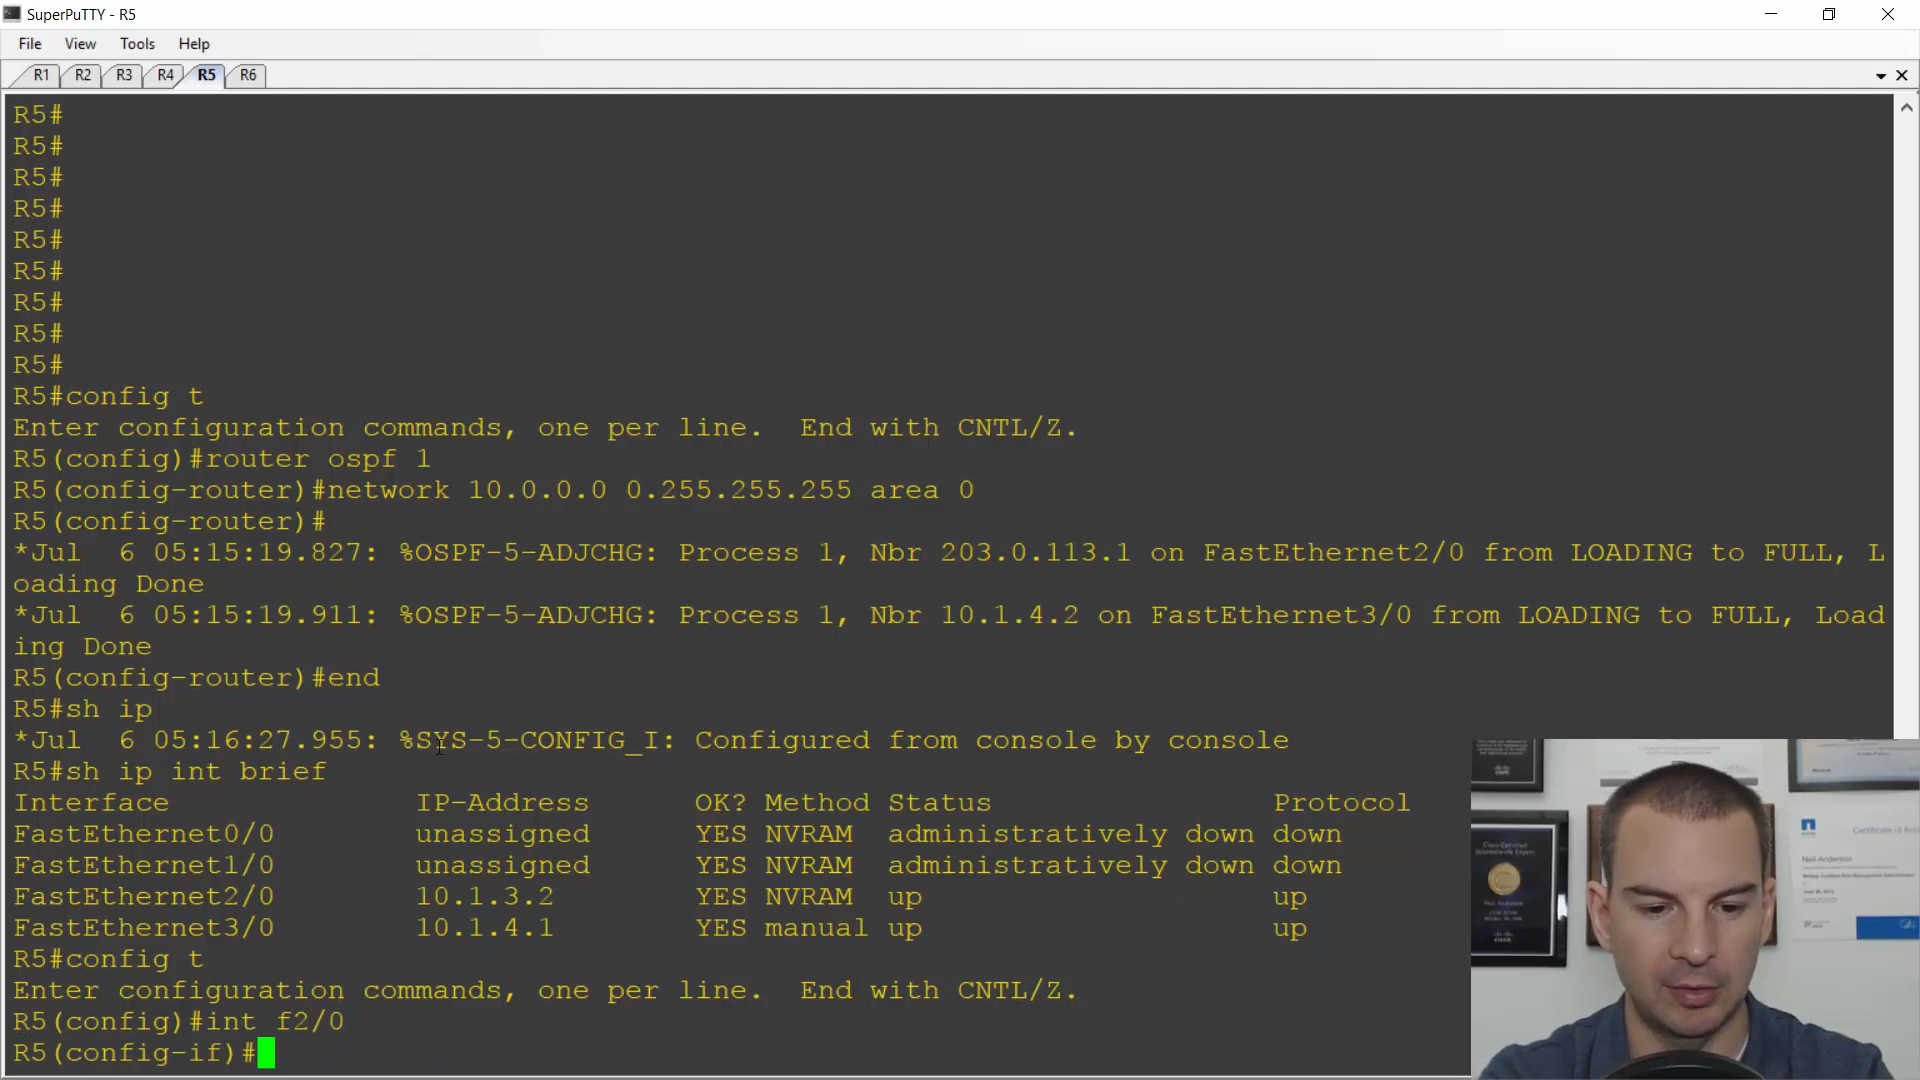 SuperPuTTY - R5
File View Tools Help
R1 R2 R3 R4 R5 R6
R5#
R5#
R5#
R5#
R5#
R5#
R5#
R5#
R5#
R5#config t
Enter configuration commands, one per line.  End with CNTL/Z.
R5(config)#router ospf 1
R5(config-router)#network 10.0.0.0 0.255.255.255 area 0
R5(config-router)#
*Jul  6 05:15:19.827: %OSPF-5-ADJCHG: Process 1, Nbr 203.0.113.1 on FastEthernet2/0 from LOADING to FULL, L
oading Done
*Jul  6 05:15:19.911: %OSPF-5-ADJCHG: Process 1, Nbr 10.1.4.2 on FastEthernet3/0 from LOADING to FULL, Load
ing Done
R5(config-router)#end
R5#sh ip
*Jul  6 05:16:27.955: %SYS-5-CONFIG_I: Configured from console by console
R5#sh ip int brief
Interface IP-Address OK? Method Status Protocol
FastEthernet0/0 unassigned YES NVRAM administratively down down
FastEthernet1/0 unassigned YES NVRAM administratively down down
FastEthernet2/0 10.1.3.2 YES NVRAM up up
FastEthernet3/0 10.1.4.1 YES manual up up
R5#config t
Enter configuration commands, one per line.  End with CNTL/Z.
R5(config)#int f2/0
R5(config-if)#
Neil Anderson